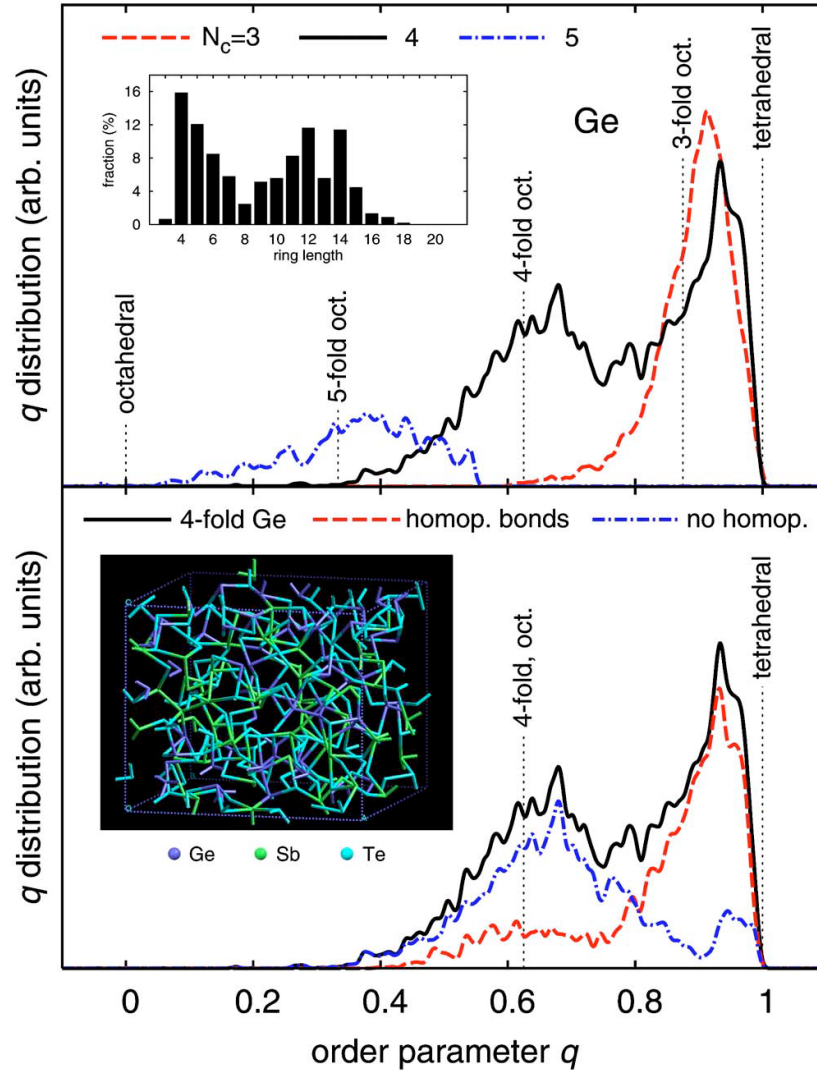 N_c=3 4 5
Ge
q distribution (arb. units)
fraction (%)
16
12
8
4
0
4 6 8 10 12 14 16 18 20
ring length
octahedral
5-fold oct.
4-fold oct.
3-fold oct.
tetrahedral
4-fold Ge homop. bonds no homop.
q distribution (arb. units)
4-fold, oct.
tetrahedral
Ge Sb Te
0 0.2 0.4 0.6 0.8 1
order parameter q